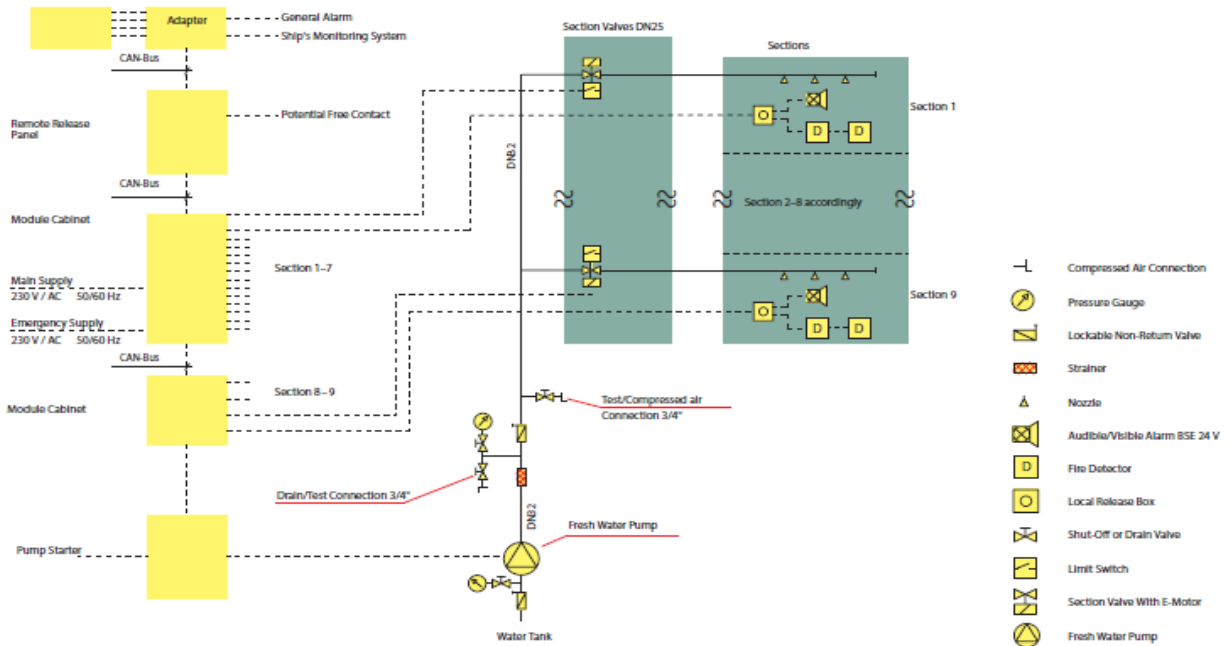 Adapter
General Alarm
Ship's Monitoring System
CAN-Bus
Remote Release
Panel
Potential Free Contact
CAN-Bus
Module Cabinet
Section 1–7
Main Supply
230 V / AC 50/60 Hz
Emergency Supply
230 V / AC 50/60 Hz
CAN-Bus
Section 8–9
Module Cabinet
Pump Starter
Section Valves DN25
Sections
Section 1
DN32
Section 2–8 accordingly
Section 9
O
D
D
O
D
D
Test/Compressed air
Connection 3/4"
Drain/Test Connection 3/4"
DN32
Fresh Water Pump
Water Tank
Compressed Air Connection
Pressure Gauge
Lockable Non-Return Valve
Strainer
Nozzle
Audible/Visible Alarm BSE 24 V
D
Fire Detector
O
Local Release Box
Shut-Off or Drain Valve
Limit Switch
Section Valve With E-Motor
Fresh Water Pump